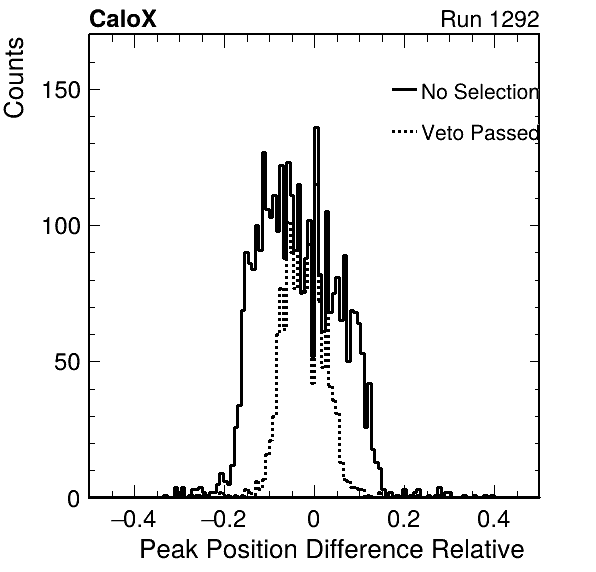 CaloX Run 1292
Counts
150
100
50
0
No Selection
Veto Passed
−0.4 −0.2 0 0.2 0.4
Peak Position Difference Relative